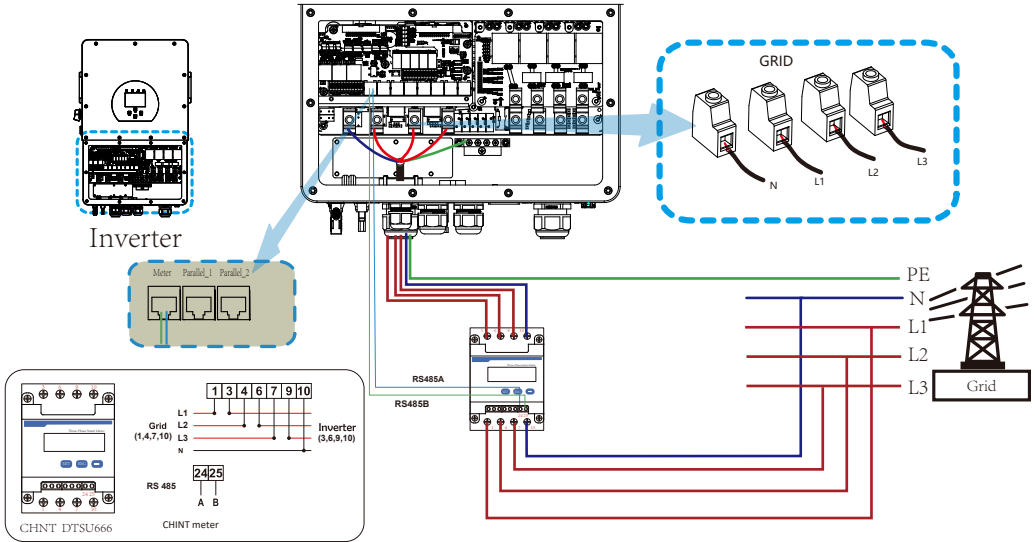 GRID
N
L1
L2
L3
Inverter
Meter Parallel_1 Parallel_2
PE
N
L1
L2
L3
Grid
RS485A
RS485B
24 25
1 3 4 6 7 9 10
L1
L2
L3
N
Grid
(1,4,7,10)
Inverter
(3,6,9,10)
24 25
RS 485
A B
CHNT DTSU666
CHINT meter